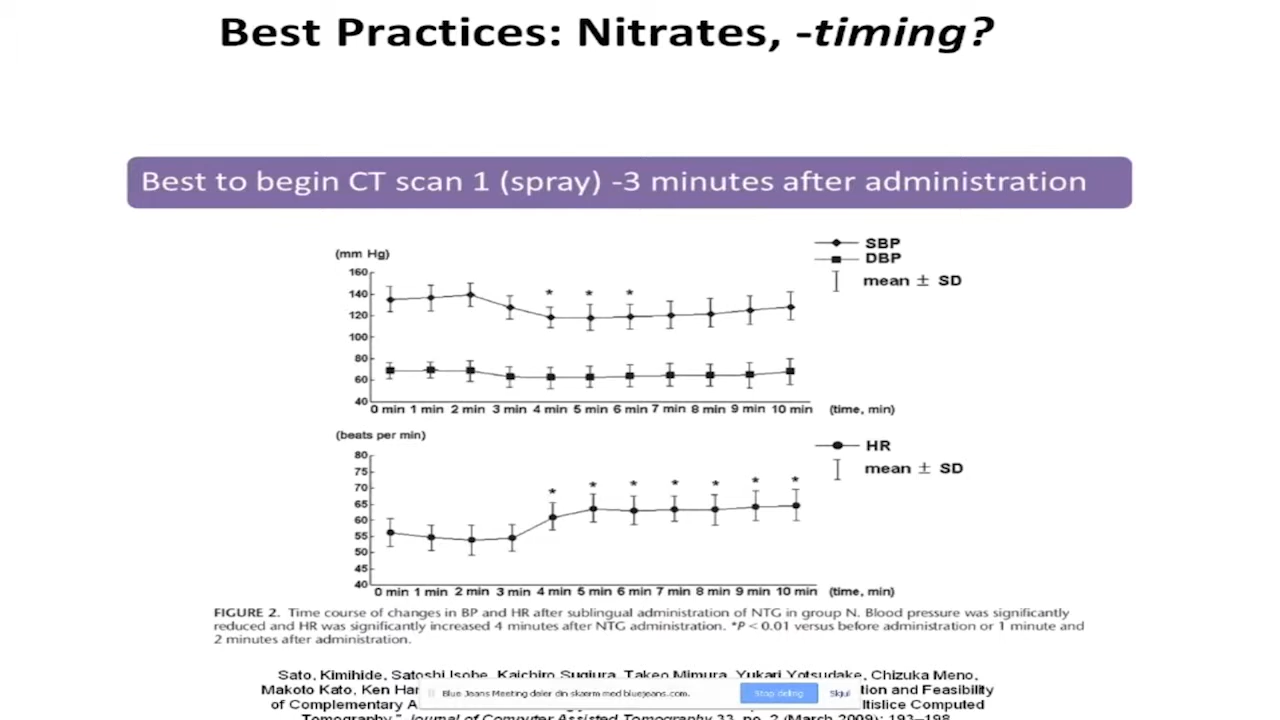 Best Practices: Nitrates, -timing?
Best to begin CT scan 1 (spray) -3 minutes after administration
(mm Hg)
SBP
DBP
mean ± SD
160
140
120
100
80
60
40
* * *
0 min 1 min 2 min 3 min 4 min 5 min 6 min 7 min 8 min 9 min 10 min (time, min)
(beats per min)
HR
mean ± SD
80
75
70
65
60
55
50
45
40
* * * * * * *
0 min 1 min 2 min 3 min 4 min 5 min 6 min 7 min 8 min 9 min 10 min (time, min)
FIGURE 2. Time course of changes in BP and HR after sublingual administration of NTG in group N. Blood pressure was significantly
reduced and HR was significantly increased 4 minutes after NTG administration. *P < 0.01 versus before administration or 1 minute and
2 minutes after administration.
Sato, Kimihide, Satoshi Isobe, Kaichiro Sugiura, Takeo Mimura, Yukari Yotsudake, Chizuka Meno,
Makoto Kato, Ken Har tion and Feasibility
Blue Jeans Meeting deler din skærm med bluejeans.com.
Stop deling
Skjul
of Complementary A ltislice Computed
Tomography." Journal of Computer Assisted Tomography 33, no. 2 (March 2009): 193–198